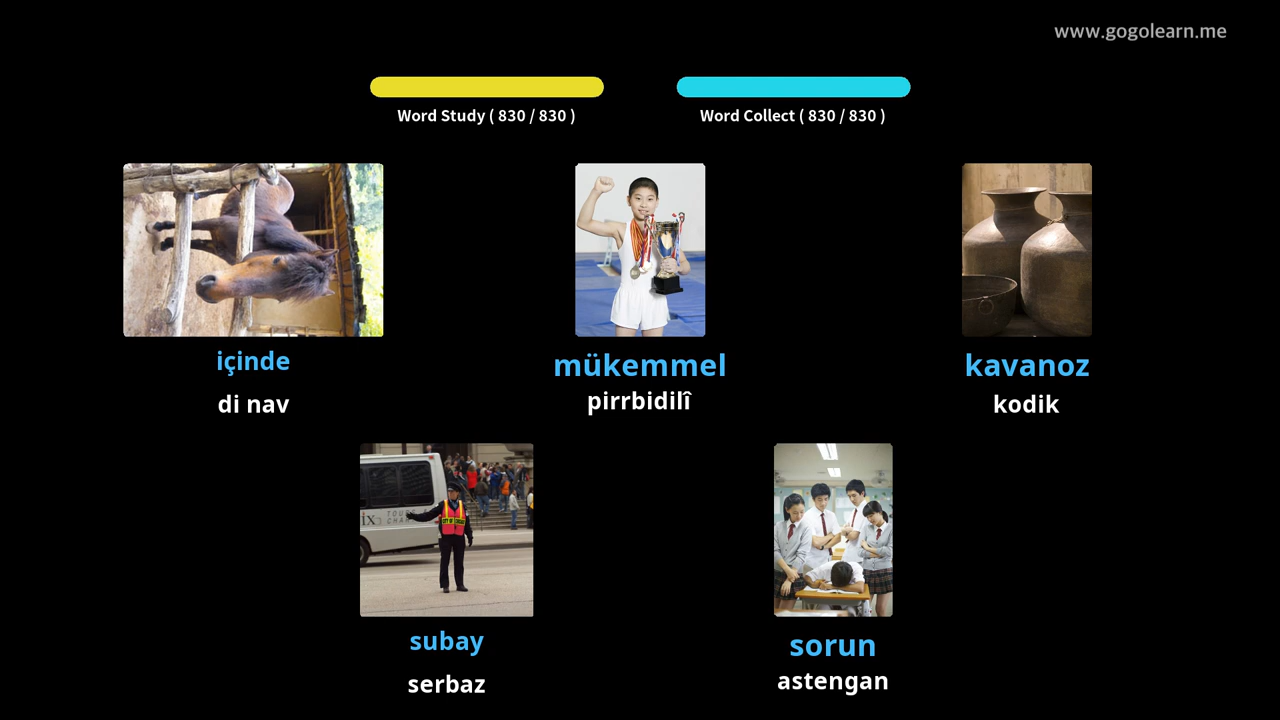 www.gogolearn.me
Word Study ( 830 / 830 )
Word Collect ( 830 / 830 )
içinde
di nav
mükemmel
pirrbidilî
kavanoz
kodik
subay
serbaz
sorun
astengan